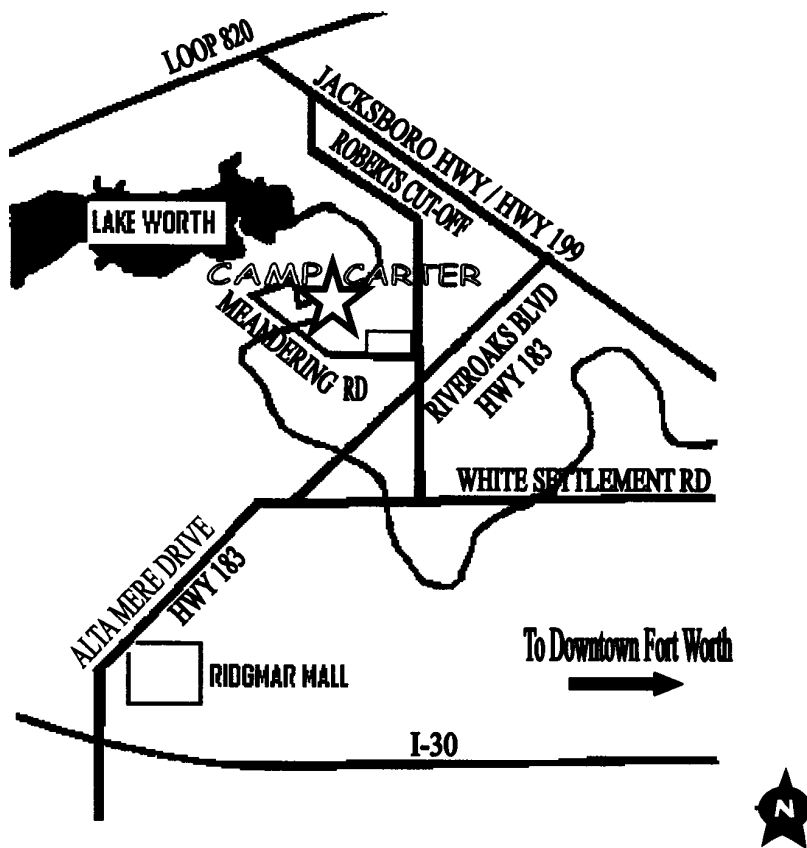 LOOP 820
JACKSBORO HWY / HWY 199
ROBERTS CUT-OFF
LAKE WORTH
CAMP CARTER
MEANDERING RD
RIVEROAKS BLVD
HWY 183
WHITE SETTLEMENT RD
ALTA MERE DRIVE
HWY 183
To Downtown Fort Worth
RIDGMAR MALL
I-30
N